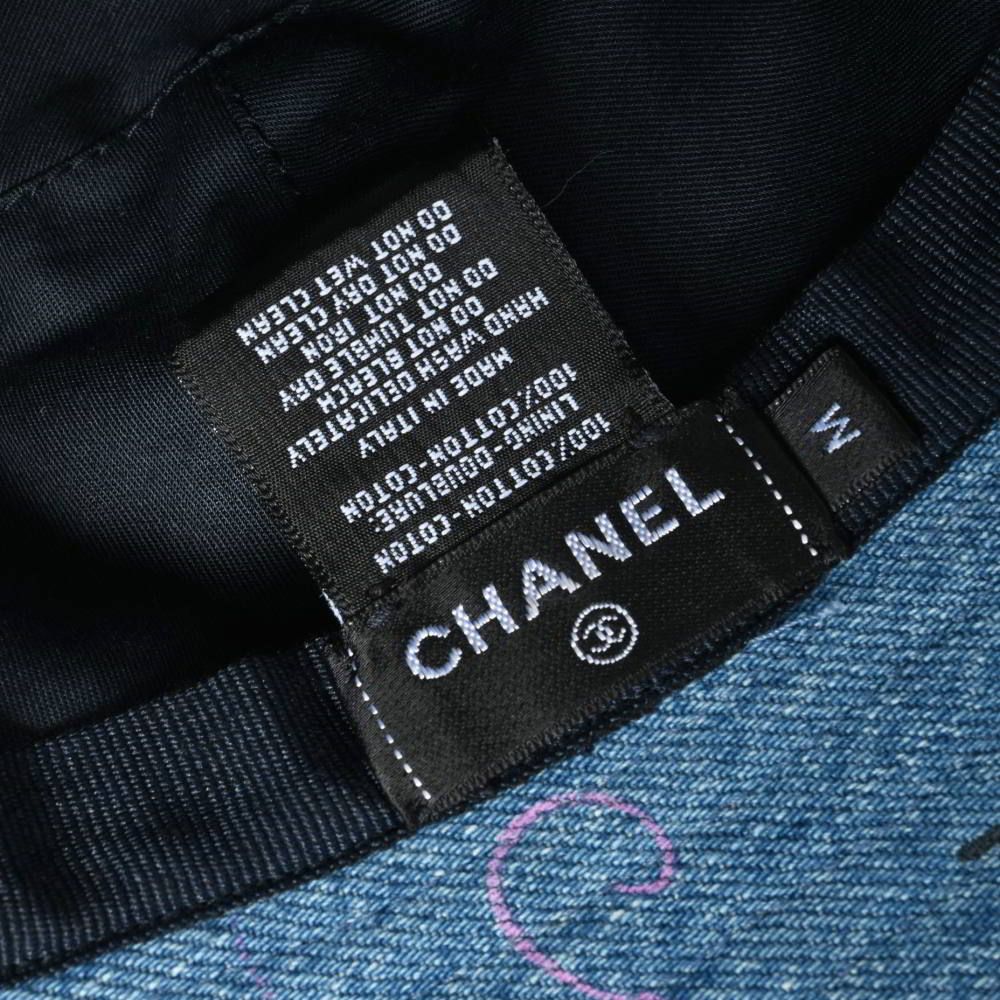 100%COTTON-COTON
LINING-DOUBLURE:
100%COTTON-COTON
MADE IN ITALY
HAND WASH DELICATELY
DO NOT BLEACH
DO NOT TUMBLE DRY
DO NOT IRON
DO NOT DRY CLEAN
DO NOT WET CLEAN
CHANEL
M